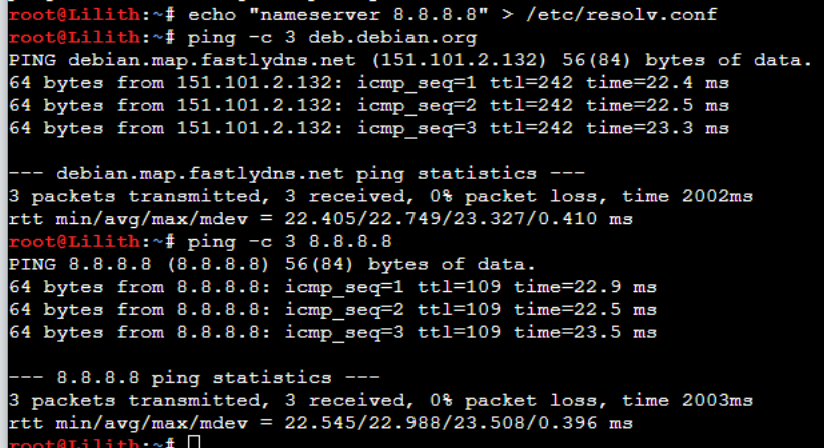 root@Lilith:~# echo "nameserver 8.8.8.8" > /etc/resolv.conf
root@Lilith:~# ping -c 3 deb.debian.org
PING debian.map.fastlydns.net (151.101.2.132) 56(84) bytes of data.
64 bytes from 151.101.2.132: icmp_seq=1 ttl=242 time=22.4 ms
64 bytes from 151.101.2.132: icmp_seq=2 ttl=242 time=22.5 ms
64 bytes from 151.101.2.132: icmp_seq=3 ttl=242 time=23.3 ms
--- debian.map.fastlydns.net ping statistics ---
3 packets transmitted, 3 received, 0% packet loss, time 2002ms
rtt min/avg/max/mdev = 22.405/22.749/23.327/0.410 ms
root@Lilith:~# ping -c 3 8.8.8.8
PING 8.8.8.8 (8.8.8.8) 56(84) bytes of data.
64 bytes from 8.8.8.8: icmp_seq=1 ttl=109 time=22.9 ms
64 bytes from 8.8.8.8: icmp_seq=2 ttl=109 time=22.5 ms
64 bytes from 8.8.8.8: icmp_seq=3 ttl=109 time=23.5 ms
--- 8.8.8.8 ping statistics ---
3 packets transmitted, 3 received, 0% packet loss, time 2003ms
rtt min/avg/max/mdev = 22.545/22.988/23.508/0.396 ms
root@Lilith:~#